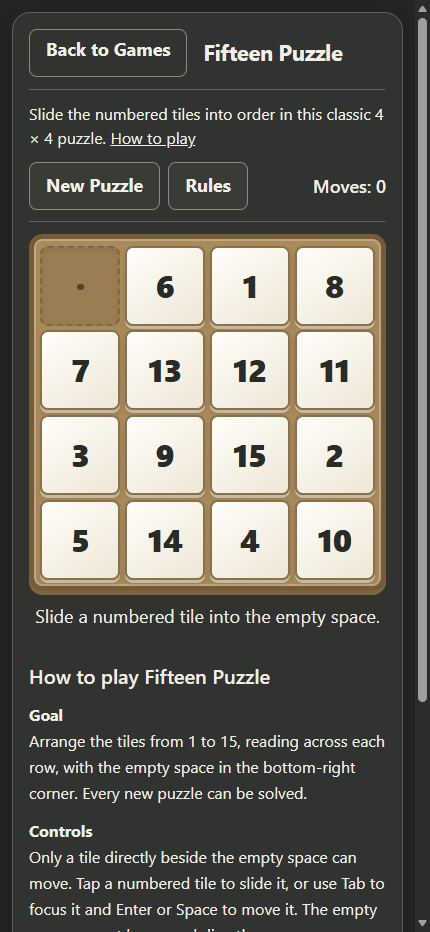 Back to Games
Fifteen Puzzle
Slide the numbered tiles into order in this classic 4
× 4 puzzle. How to play
New Puzzle
Rules
Moves: 0
6 1 8
7 13 12 11
3 9 15 2
5 14 4 10
Slide a numbered tile into the empty space.
How to play Fifteen Puzzle
Goal
Arrange the tiles from 1 to 15, reading across each
row, with the empty space in the bottom-right
corner. Every new puzzle can be solved.
Controls
Only a tile directly beside the empty space can
move. Tap a numbered tile to slide it, or use Tab to
focus it and Enter or Space to move it. The empty